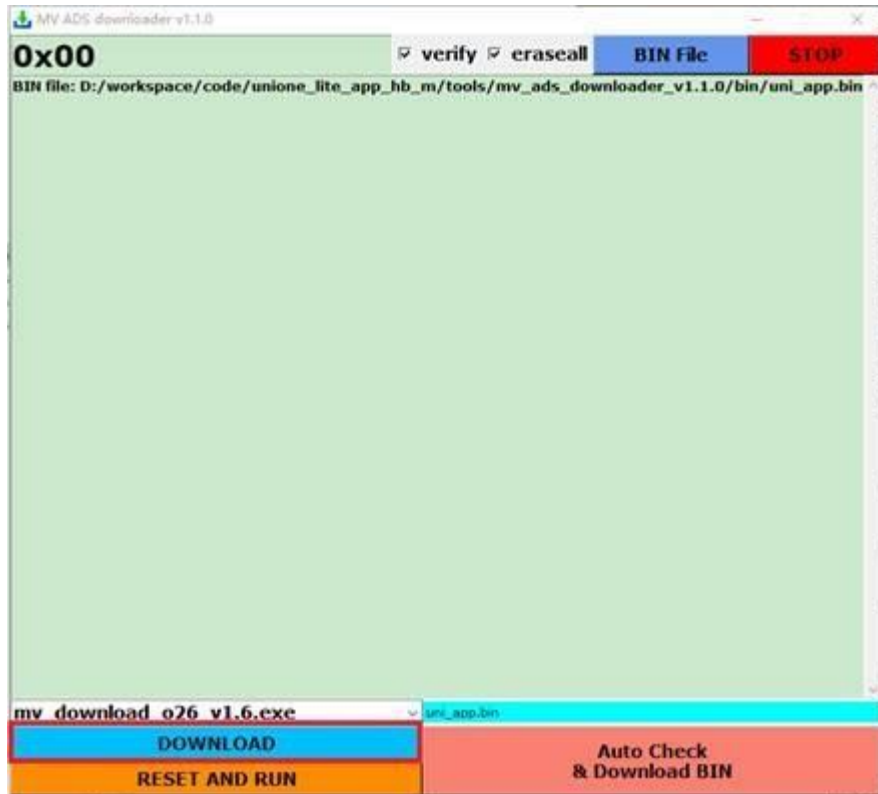 MV ADS downloader v1.1.0
0x00 verify eraseall BIN File STOP
BIN file: D:/workspace/code/unione_lite_app_hb_m/tools/mv_ads_downloader_v1.1.0/bin/uni_app.bin
mv_download_o26_v1.6.exe uni_app.bin
DOWNLOAD
Auto Check
& Download BIN
RESET AND RUN